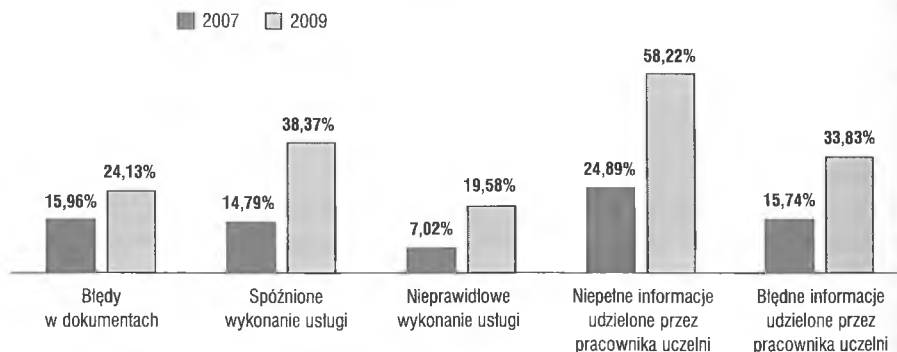 2007 2009
58,22%
38,37%
33,83%
24,13%
24,89%
19,58%
15,96%
14,79%
15,74%
7,02%
Błędy
w dokumentach
Spóźnione
wykonanie usługi
Nieprawidłowe
wykonanie usługi
Niepełne informacje
udzielone przez
pracownika uczelni
Błędne informacje
udzielone przez
pracownika uczelni